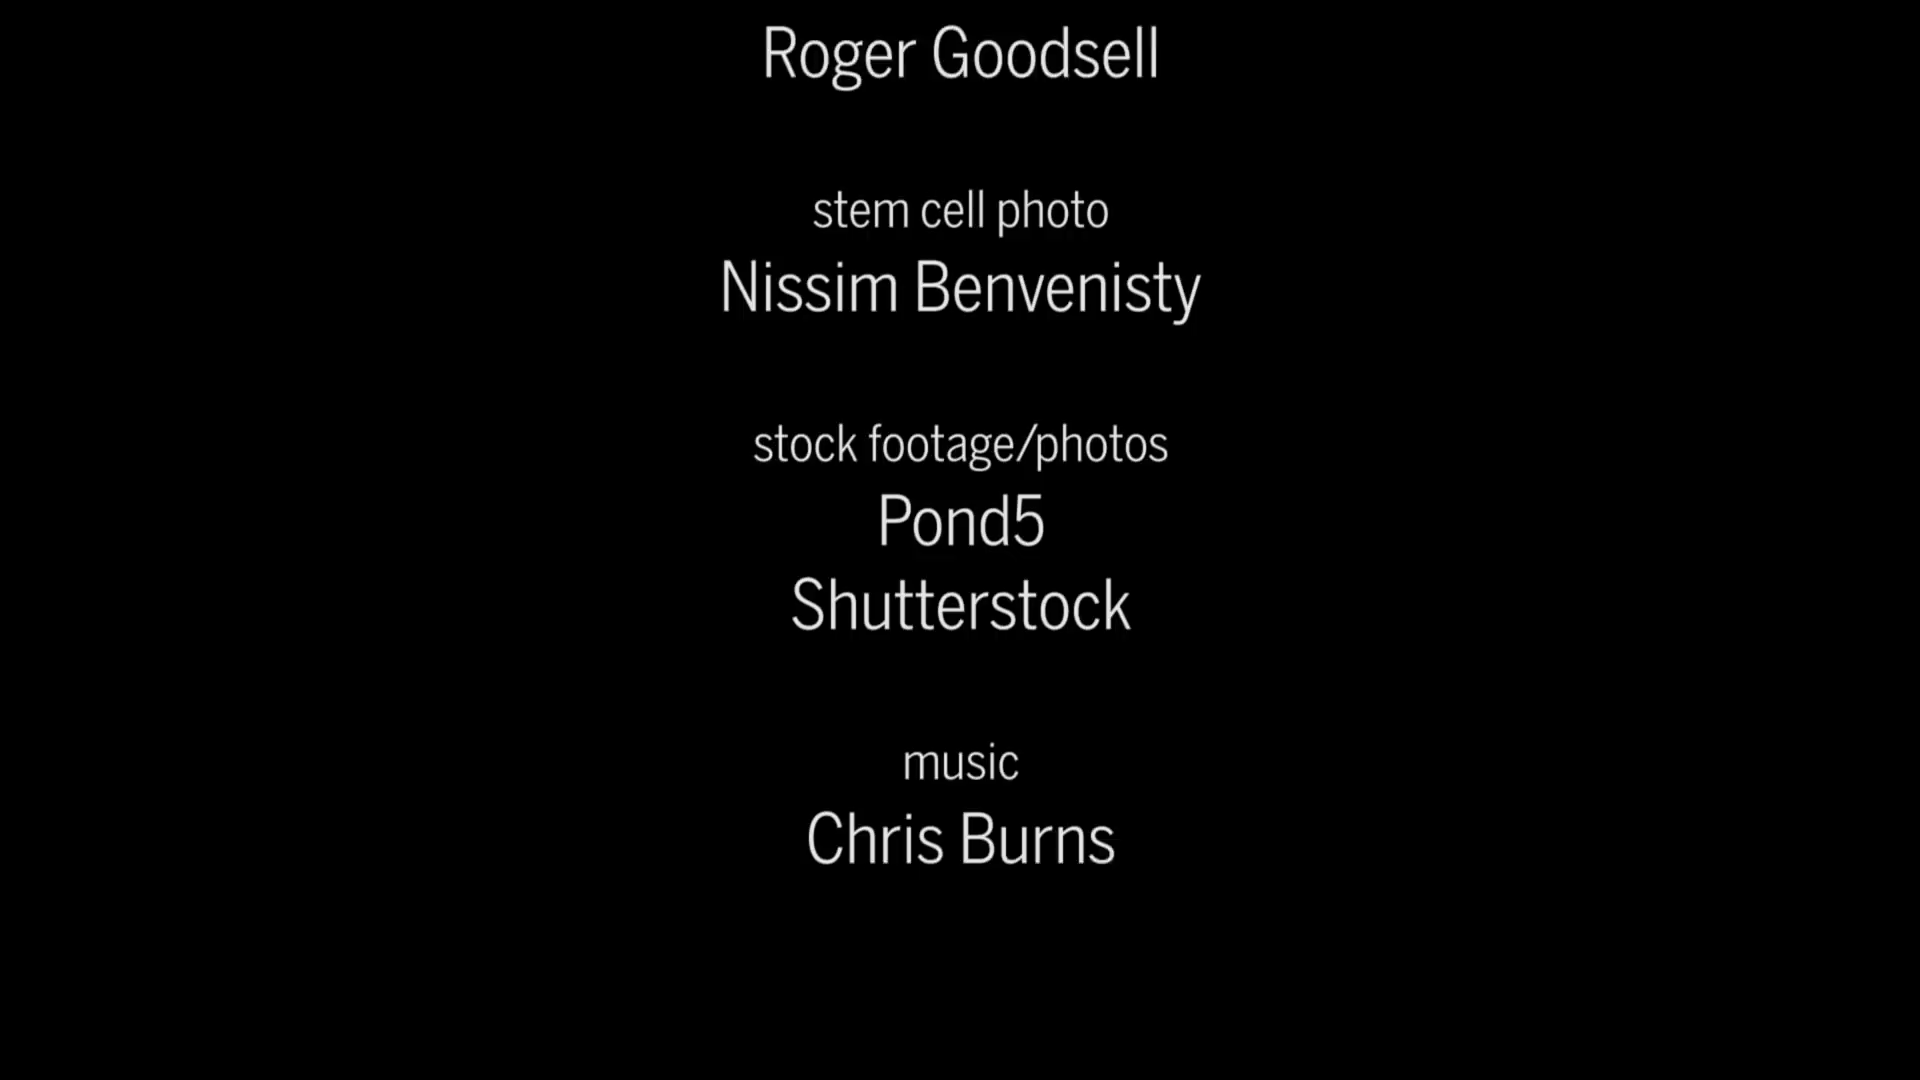 Roger Goodsell
stem cell photo
Nissim Benvenisty
stock footage/photos
Pond5
Shutterstock
music
Chris Burns